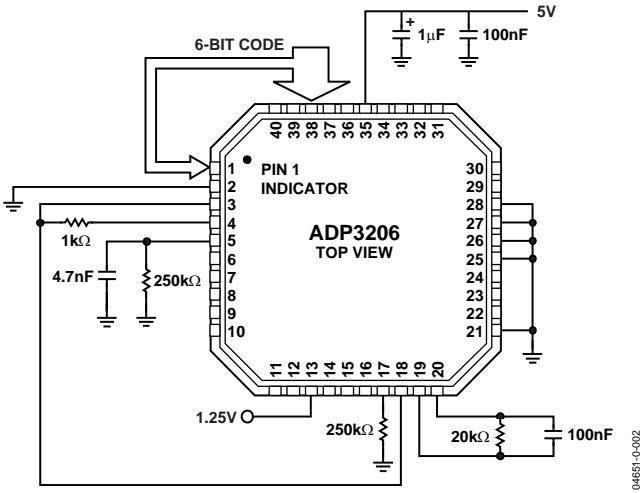 5V
+
1μF
100nF
6-BIT CODE
40 39 38 37 36 35 34 33 32 31
1
2
3
4
5
6
7
8
9
10
PIN 1
INDICATOR
ADP3206
TOP VIEW
30
29
28
27
26
25
24
23
22
21
1kΩ
4.7nF
250kΩ
11 12 13 14 15 16 17 18 19 20
1.25V
250kΩ
20kΩ
100nF
04651-0-002